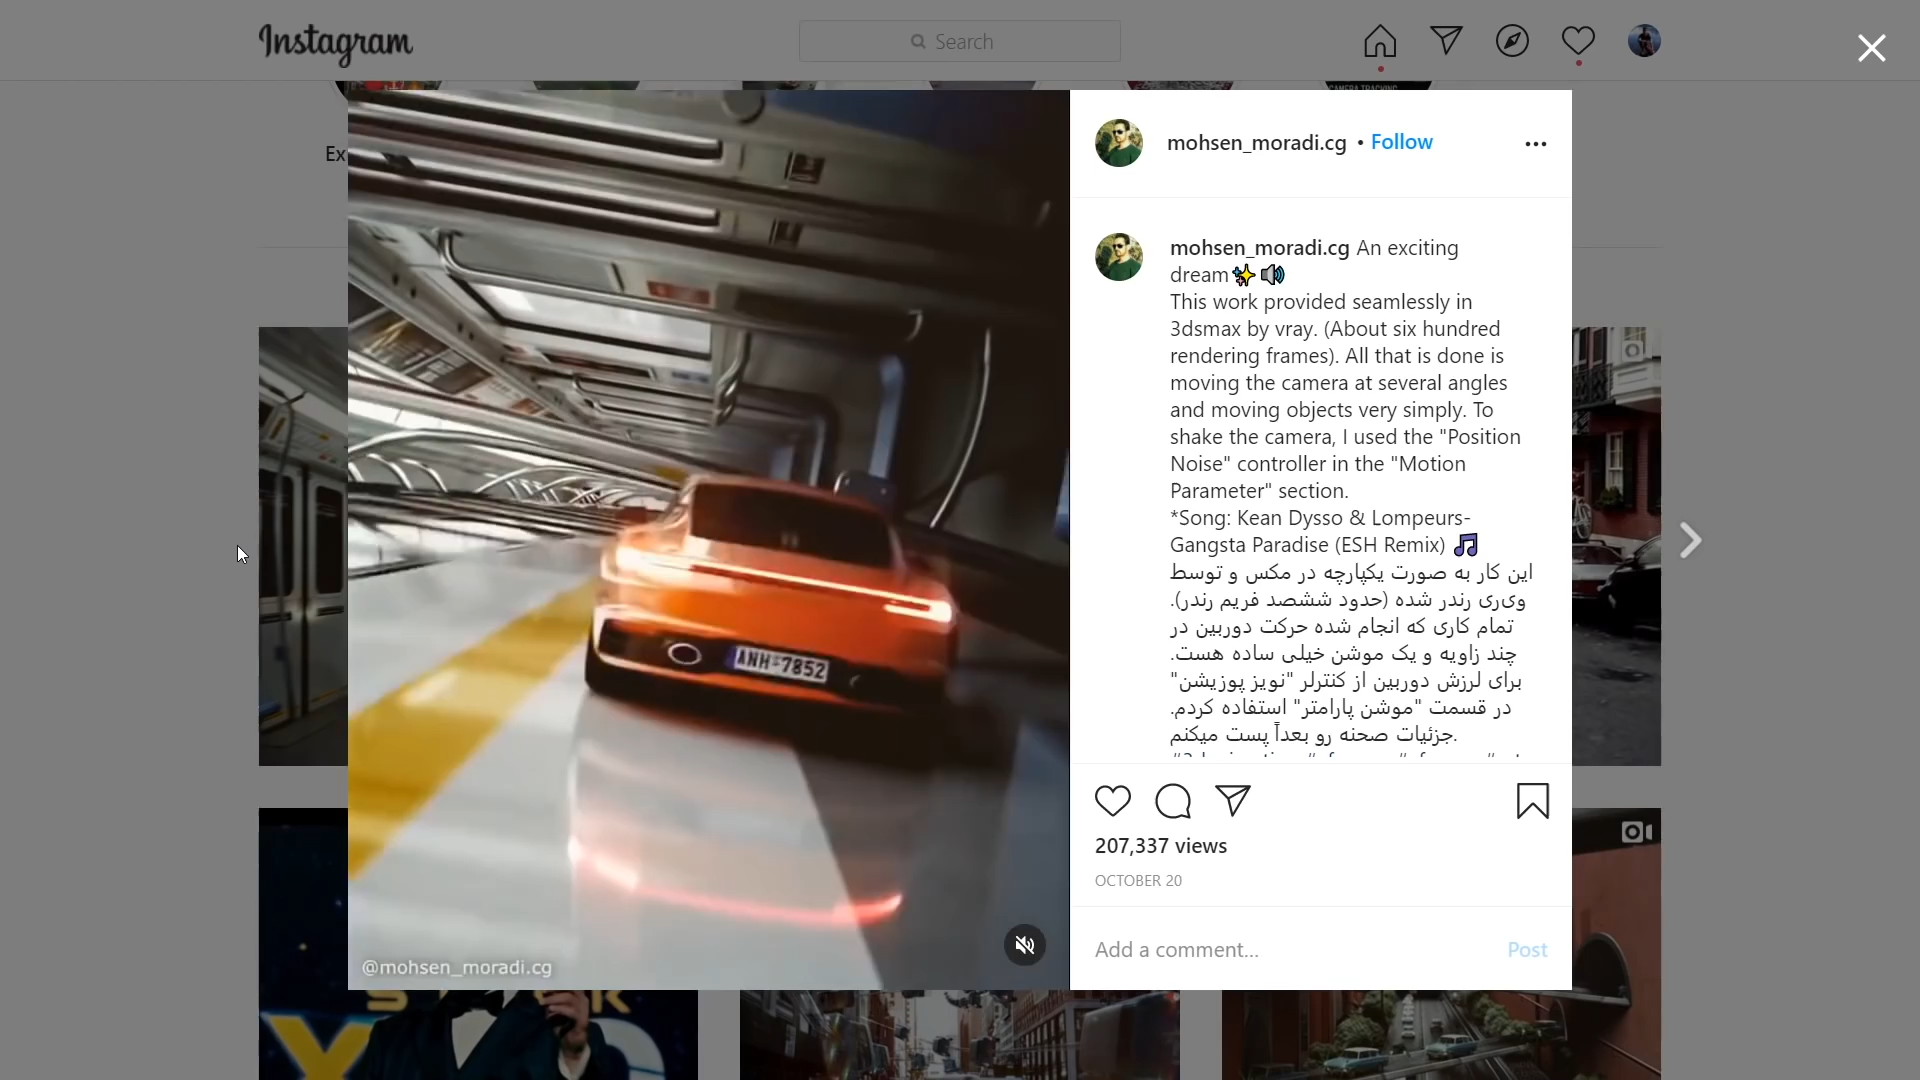 Instagram
Search
CAMERA TRACKING
Ex
mohsen_moradi.cg • Follow
mohsen_moradi.cg An exciting
dream✨🔊
This work provided seamlessly in
3dsmax by vray. (About six hundred
rendering frames). All that is done is
moving the camera at several angles
and moving objects very simply. To
shake the camera, I used the "Position
Noise" controller in the "Motion
Parameter" section.
*Song: Kean Dysso & Lompeurs-
Gangsta Paradise (ESH Remix) 🎵
این کار به صورت یکپارچه در مکس و توسط
وی‌ری رندر شده (حدود ششصد فریم رندر).
تمام کاری که انجام شده حرکت دوربین در
چند زاویه و یک موشن خیلی ساده هست.
برای لرزش دوربین از کنترلر "نویز پوزیشن"
در قسمت "موشن پارامتر" استفاده کردم.
جزئیات صحنه رو بعداً پست میکنم.
ANH 7852
@mohsen_moradi.cg
207,337 views
OCTOBER 20
Add a comment...
Post